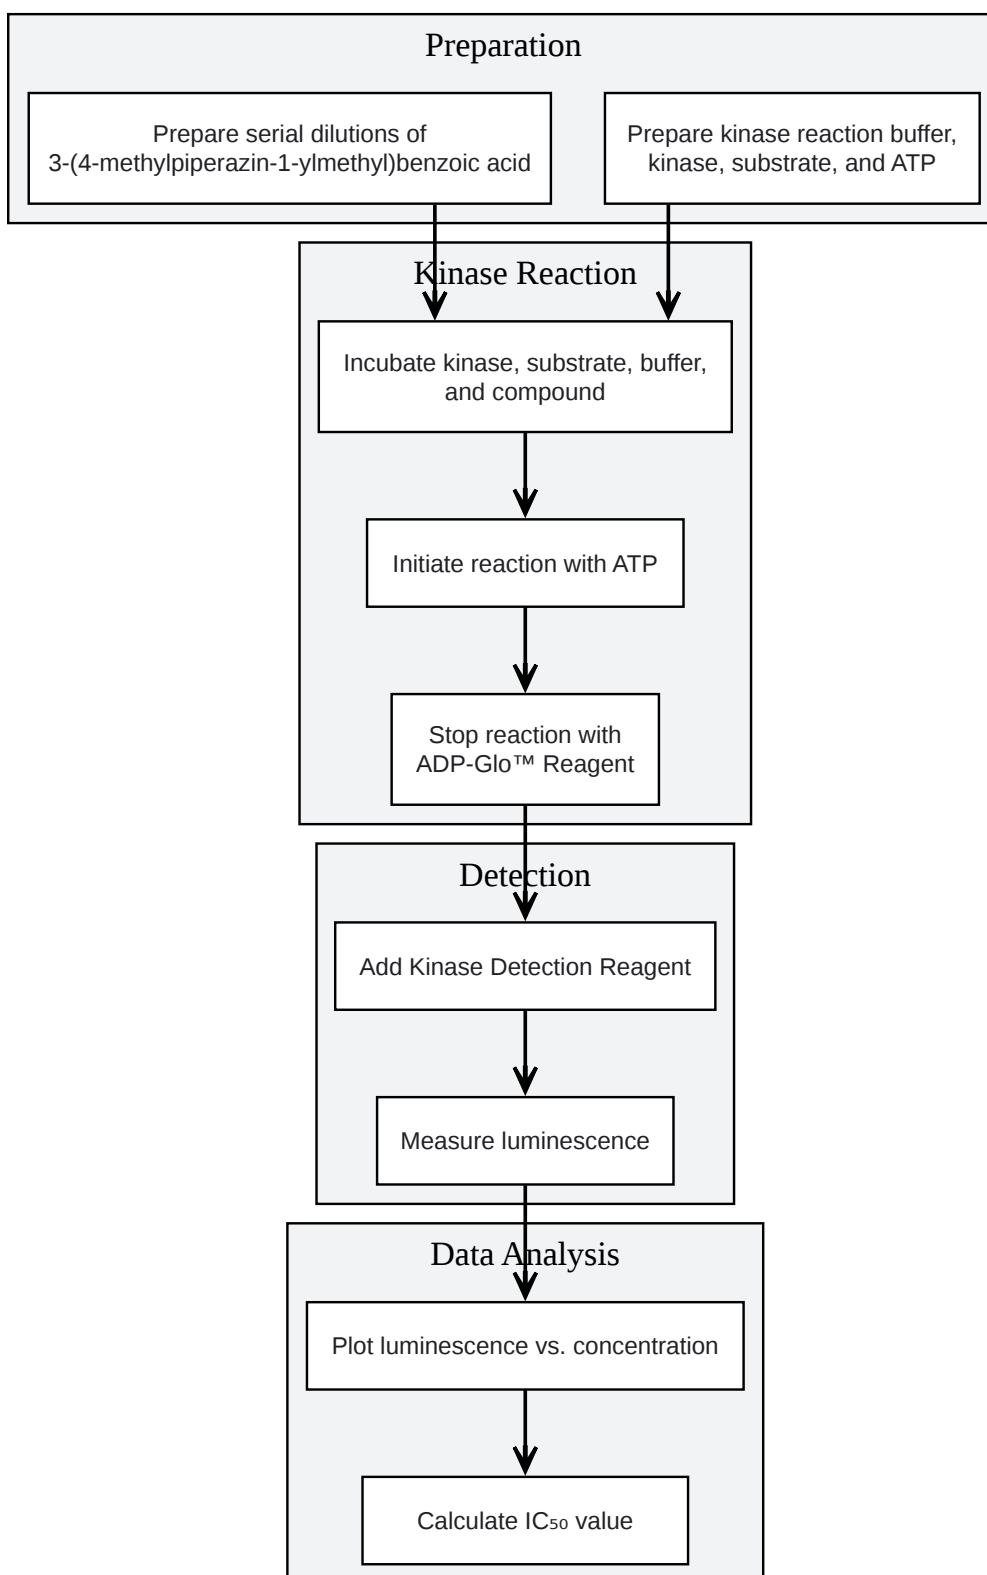 Preparation
Prepare serial dilutions of
3-(4-methylpiperazin-1-ylmethyl)benzoic acid
Prepare kinase reaction buffer,
kinase, substrate, and ATP
Kinase Reaction
Incubate kinase, substrate, buffer,
and compound
Initiate reaction with ATP
Stop reaction with
ADP-Glo™ Reagent
Detection
Add Kinase Detection Reagent
Measure luminescence
Data Analysis
Plot luminescence vs. concentration
Calculate IC₅₀ value